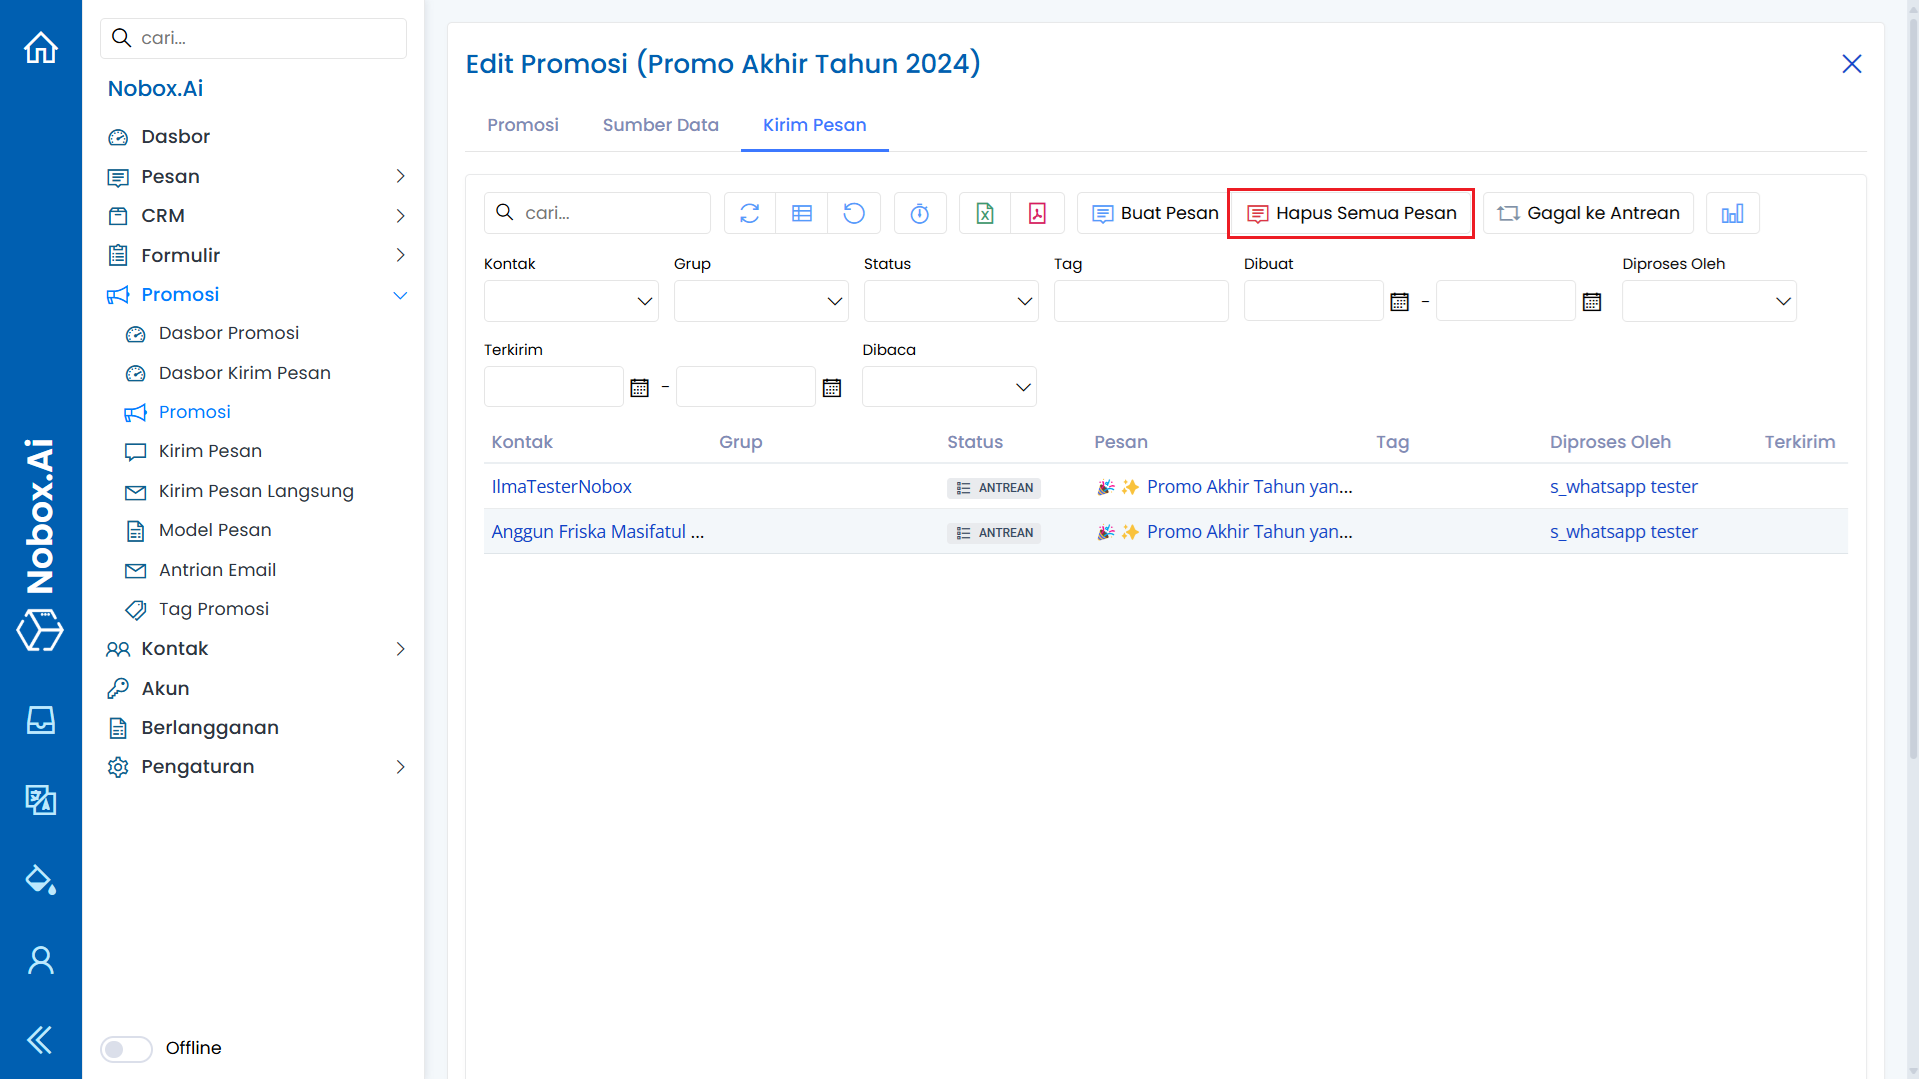 cari...
Nobox.Ai
Dasbor
Pesan
CRM
Formulir
Promosi
Dasbor Promosi
Dasbor Kirim Pesan
Promosi
Kirim Pesan
Kirim Pesan Langsung
Model Pesan
Antrian Email
Tag Promosi
Kontak
Akun
Berlangganan
Pengaturan
Offline
Nobox.Ai
Edit Promosi (Promo Akhir Tahun 2024)
Promosi Sumber Data Kirim Pesan
cari... Buat Pesan Hapus Semua Pesan Gagal ke Antrean
Kontak Grup Status Tag Dibuat Diproses Oleh
-
Terkirim Dibaca
-
Kontak Grup Status Pesan Tag Diproses Oleh Terkirim
IlmaTesterNobox ANTREAN 🎉 ✨ Promo Akhir Tahun yan... s_whatsapp tester
Anggun Friska Masifatul ... ANTREAN 🎉 ✨ Promo Akhir Tahun yan... s_whatsapp tester